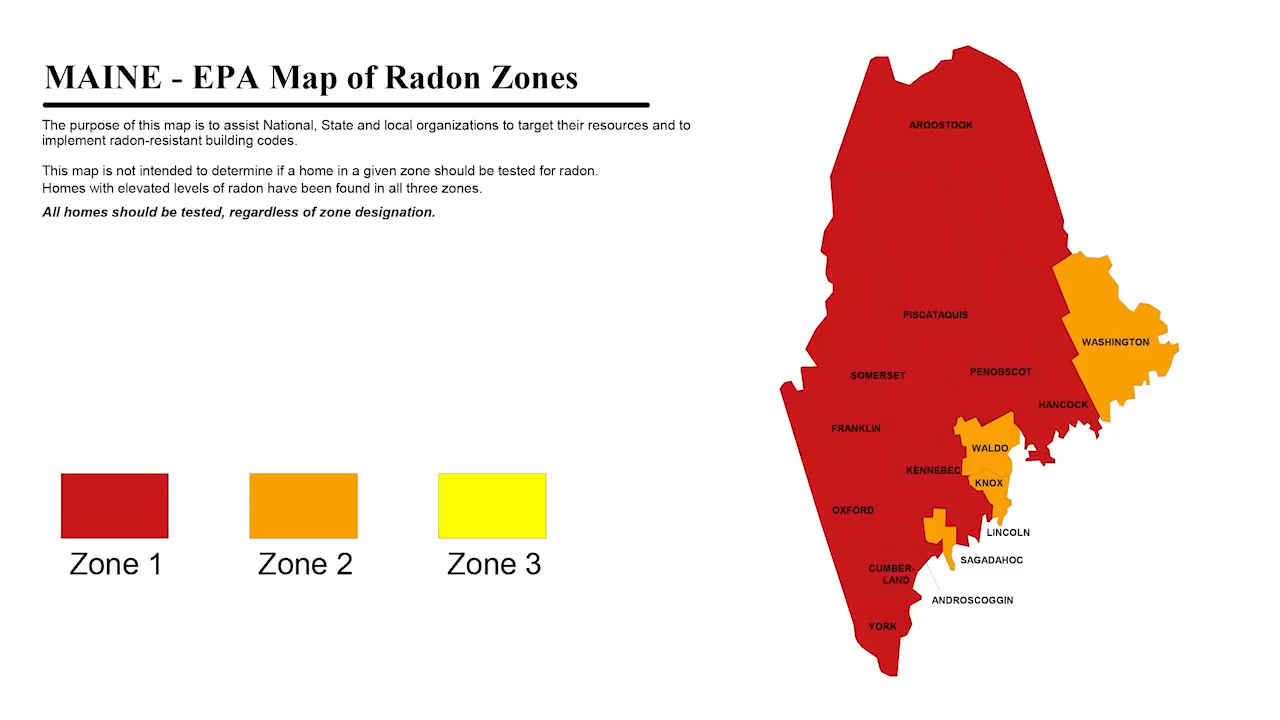 MAINE - EPA Map of Radon Zones
The purpose of this map is to assist National, State and local organizations to target their resources and to
implement radon-resistant building codes.
This map is not intended to determine if a home in a given zone should be tested for radon.
Homes with elevated levels of radon have been found in all three zones.
All homes should be tested, regardless of zone designation.
AROOSTOOK
PISCATAQUIS
WASHINGTON
SOMERSET
PENOBSCOT
HANCOCK
FRANKLIN
WALDO
KENNEBEC
KNOX
OXFORD
LINCOLN
SAGADAHOC
CUMBER-
LAND
ANDROSCOGGIN
YORK
Zone 1
Zone 2
Zone 3